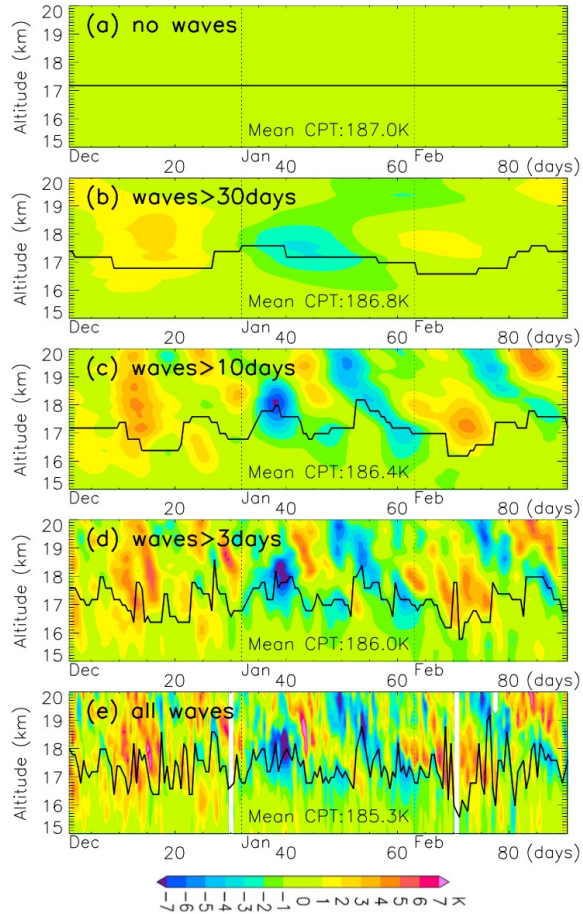 (a) no waves
Altitude (km)
20
19
18
17
16
15
Mean CPT:187.0K
Dec 20 Jan 40 60 Feb 80 (days)
(b) waves>30days
Altitude (km)
20
19
18
17
16
15
Mean CPT:186.8K
Dec 20 Jan 40 60 Feb 80 (days)
(c) waves>10days
Altitude (km)
20
19
18
17
16
15
Mean CPT:186.4K
Dec 20 Jan 40 60 Feb 80 (days)
(d) waves>3days
Altitude (km)
20
19
18
17
16
15
Mean CPT:186.0K
Dec 20 Jan 40 60 Feb 80 (days)
(e) all waves
Altitude (km)
20
19
18
17
16
15
Mean CPT:185.3K
Dec 20 Jan 40 60 Feb 80 (days)
-7 -6 -5 -4 -3 -2 -1 0 1 2 3 4 5 6 7 K